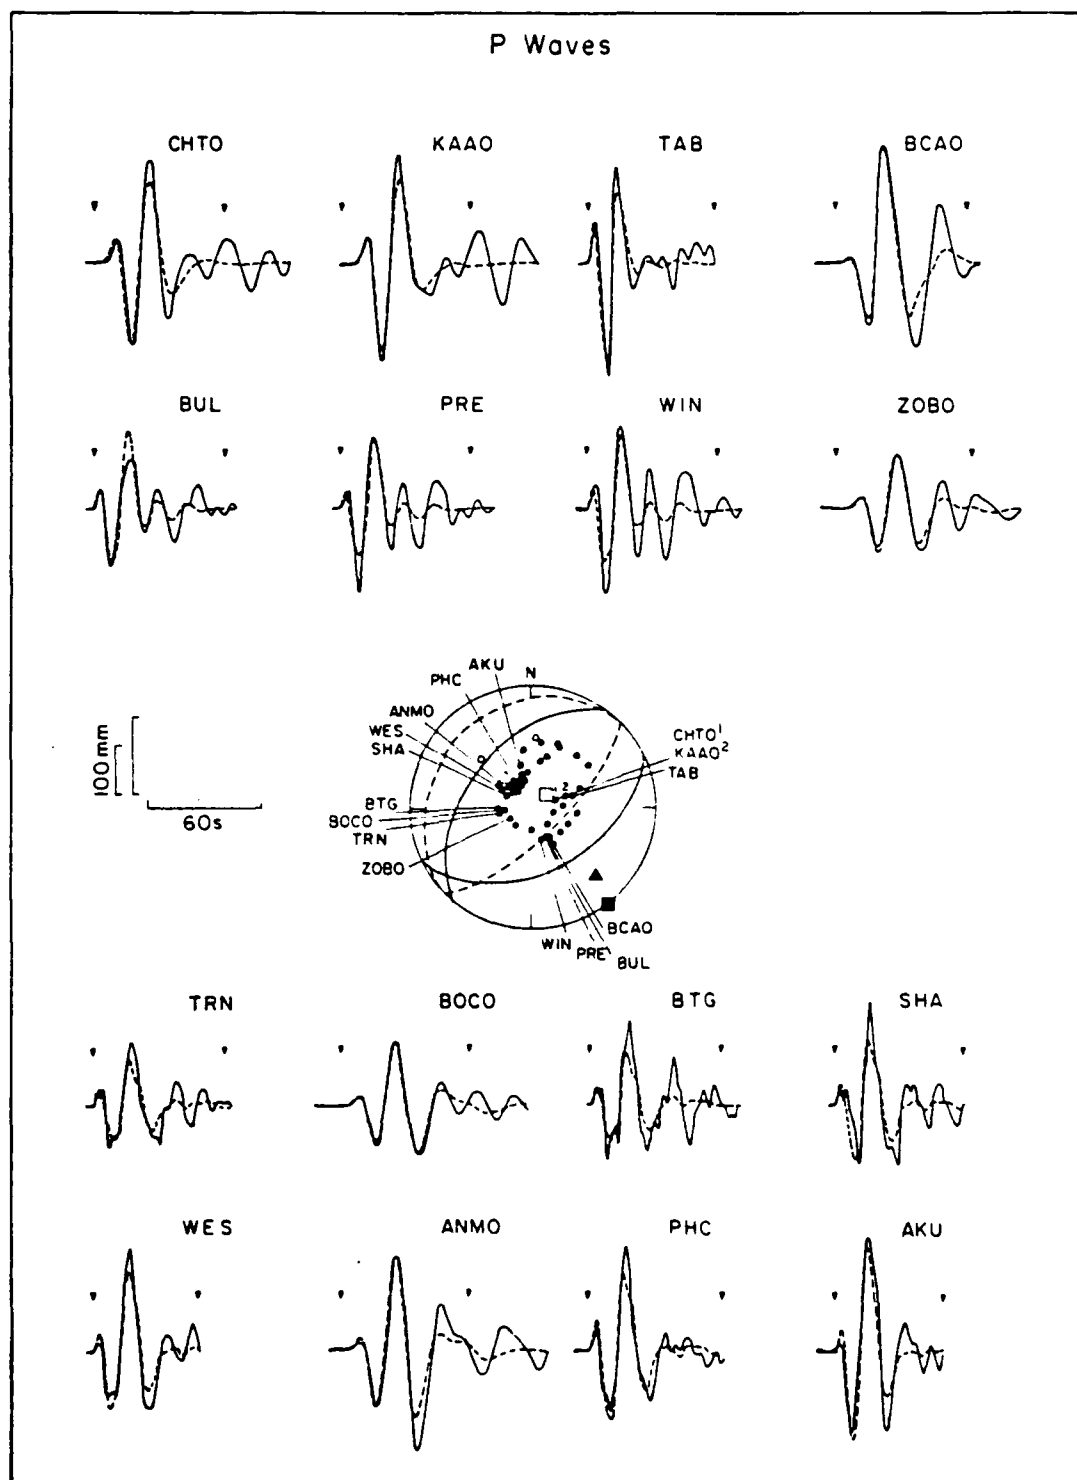 P Waves
CHTO KAAO TAB BCAO
BUL PRE WIN ZOBO
AKU
PHC
N
ANMO
WES
SHA
CHTO¹
KAAO²
TAB
100 mm
60s
2
BTG
BOCO
TRN
ZOBO
BCAO
WIN
PRE
BUL
TRN BOCO BTG SHA
WES ANMO PHC AKU